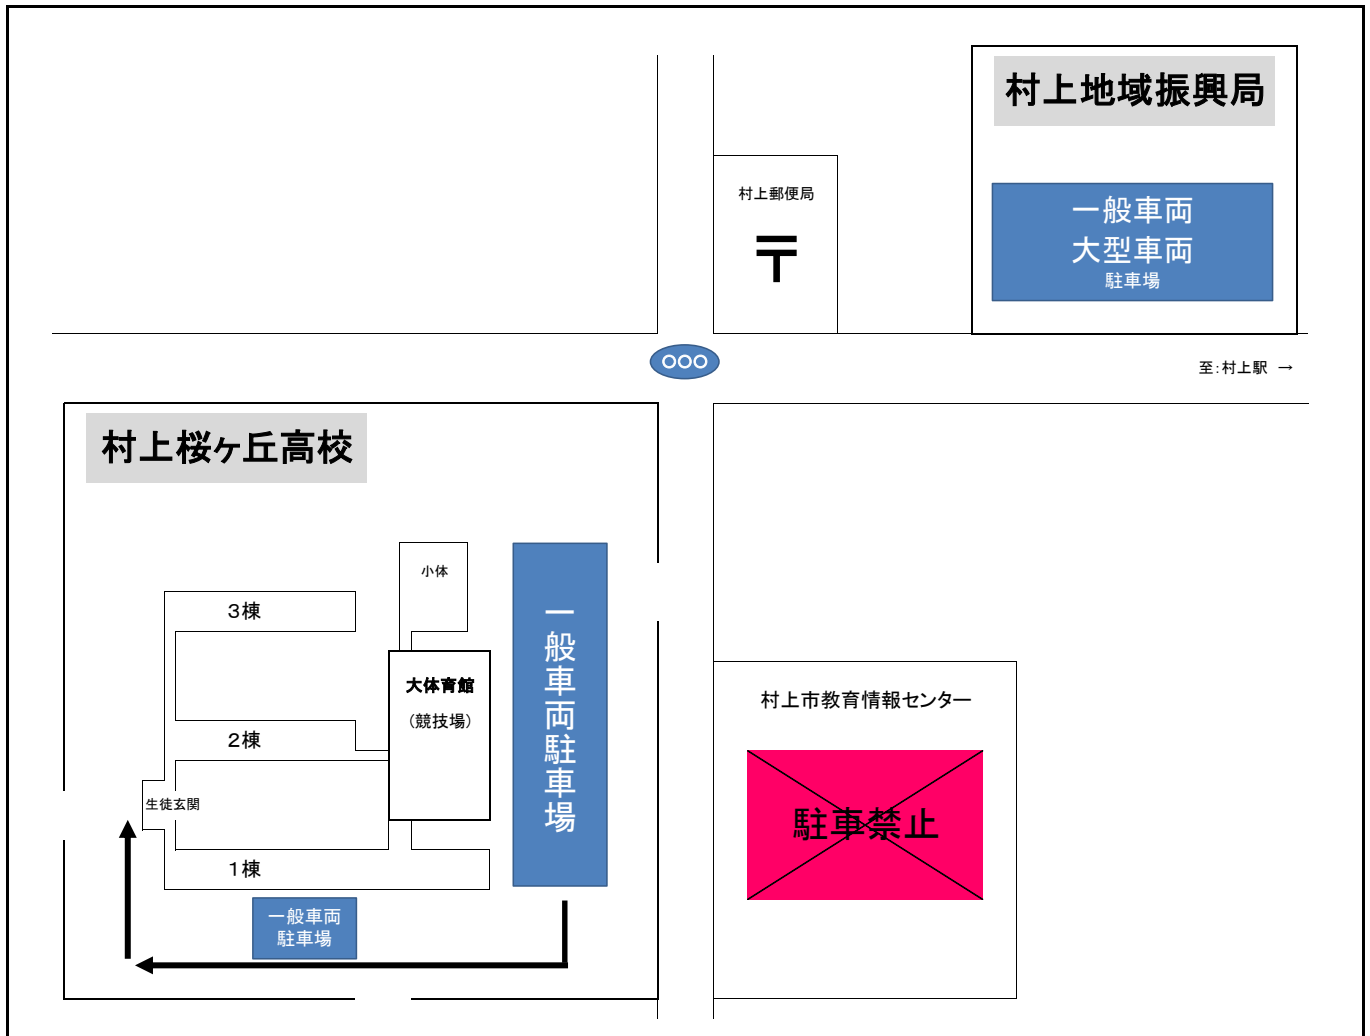 村上地域振興局
村上郵便局
〒
一般車両
大型車両
駐車場
至:村上駅 →
村上桜ヶ丘高校
小体
3棟
一般車両駐車場
大体育館
(競技場)
村上市教育情報センター
2棟
生徒玄関
駐車禁止
1棟
一般車両
駐車場